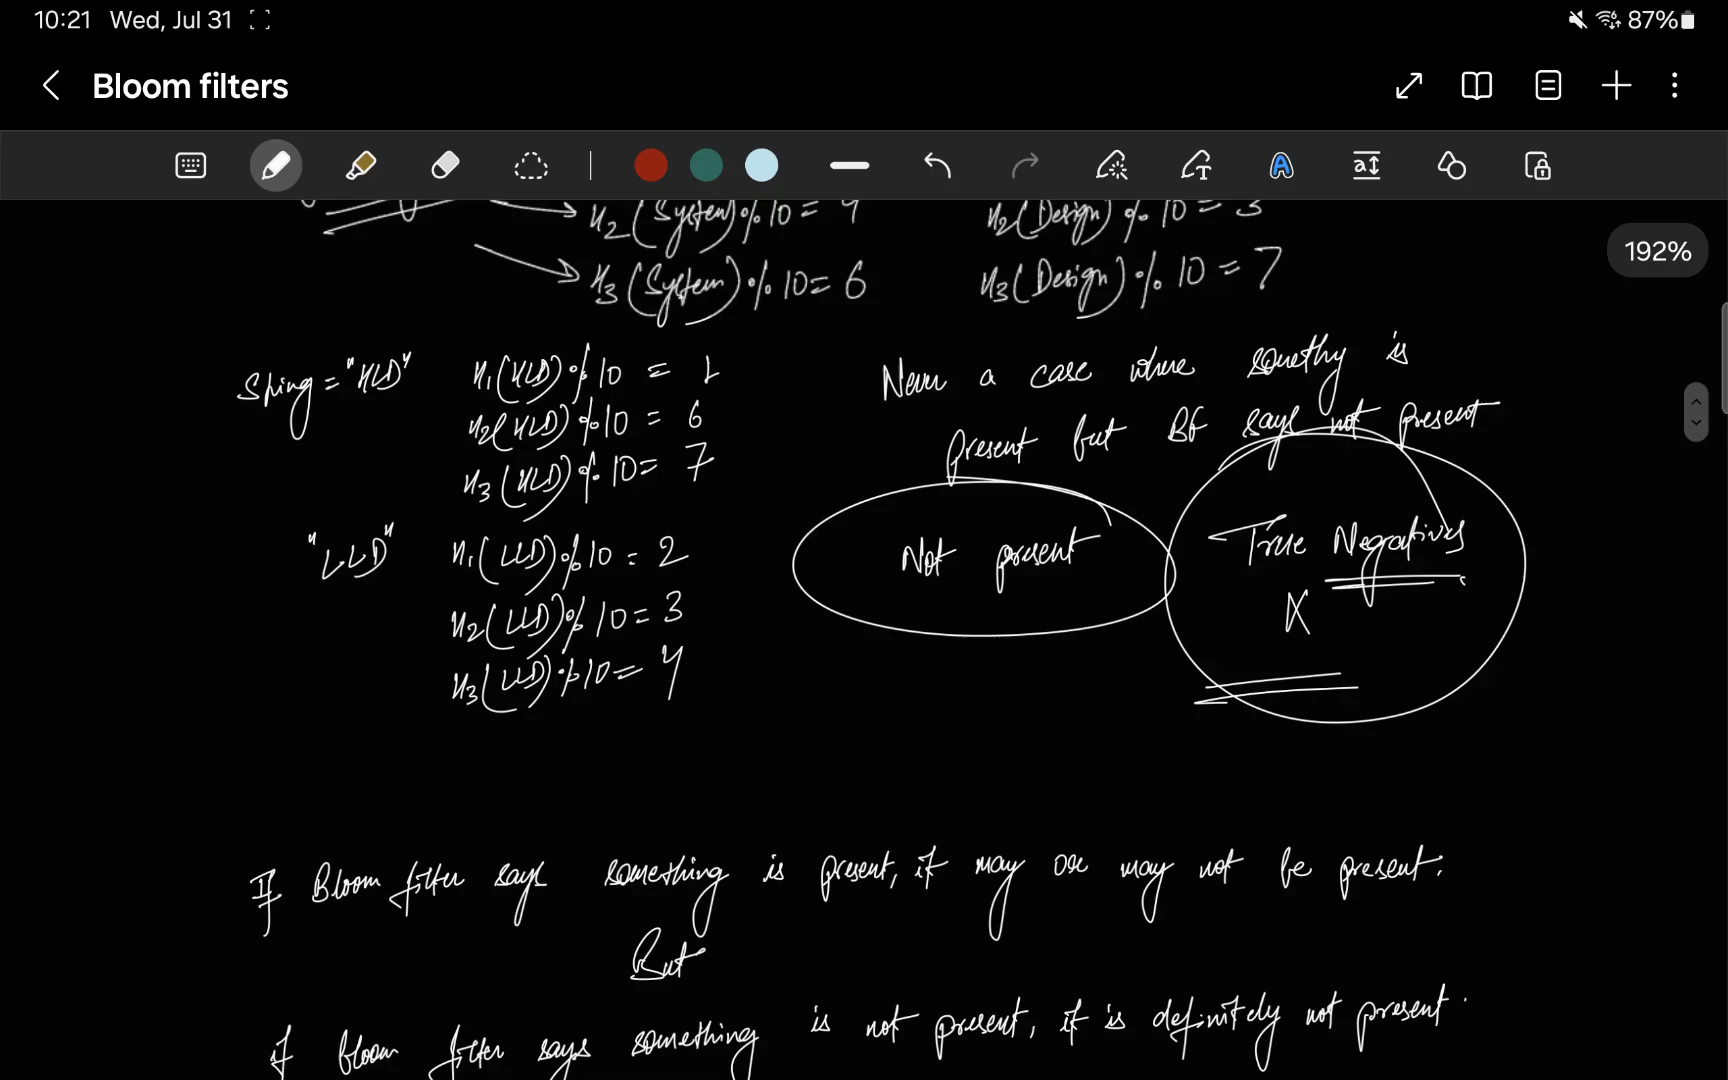 10:21 Wed, Jul 31 87%
Bloom filters
192%
H2(System)%10 = 4
H2(Design)%10 = 3
H3(System)%10 = 6
H3(Design)%10 = 7
String = "HLD"
H1(HLD)%10 = 1
H2(HLD)%10 = 6
H3(HLD)%10 = 7
"LLD"
H1(LLD)%10 = 2
H2(LLD)%10 = 3
H3(LLD)%10 = 4
Never a case where somethg is
present but BF says not present
Not present
True Negatives
If Bloom filter says something is present, it may or may not be present.
But
if bloom filter says something is not present, it is definitely not present.